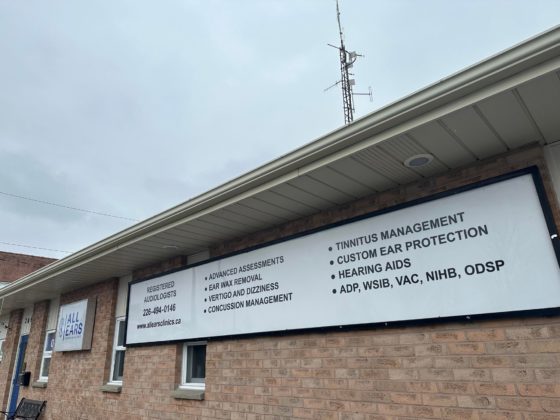 ALL
EARS
REGISTERED
AUDIOLOGISTS
226-494-0146
www.allearsclinics.ca
• ADVANCED ASSESSMENTS
• EAR WAX REMOVAL
• VERTIGO AND DIZZINESS
• CONCUSSION MANAGEMENT
• TINNITUS MANAGEMENT
• CUSTOM EAR PROTECTION
• HEARING AIDS
• ADP, WSIB, VAC, NIHB, ODSP